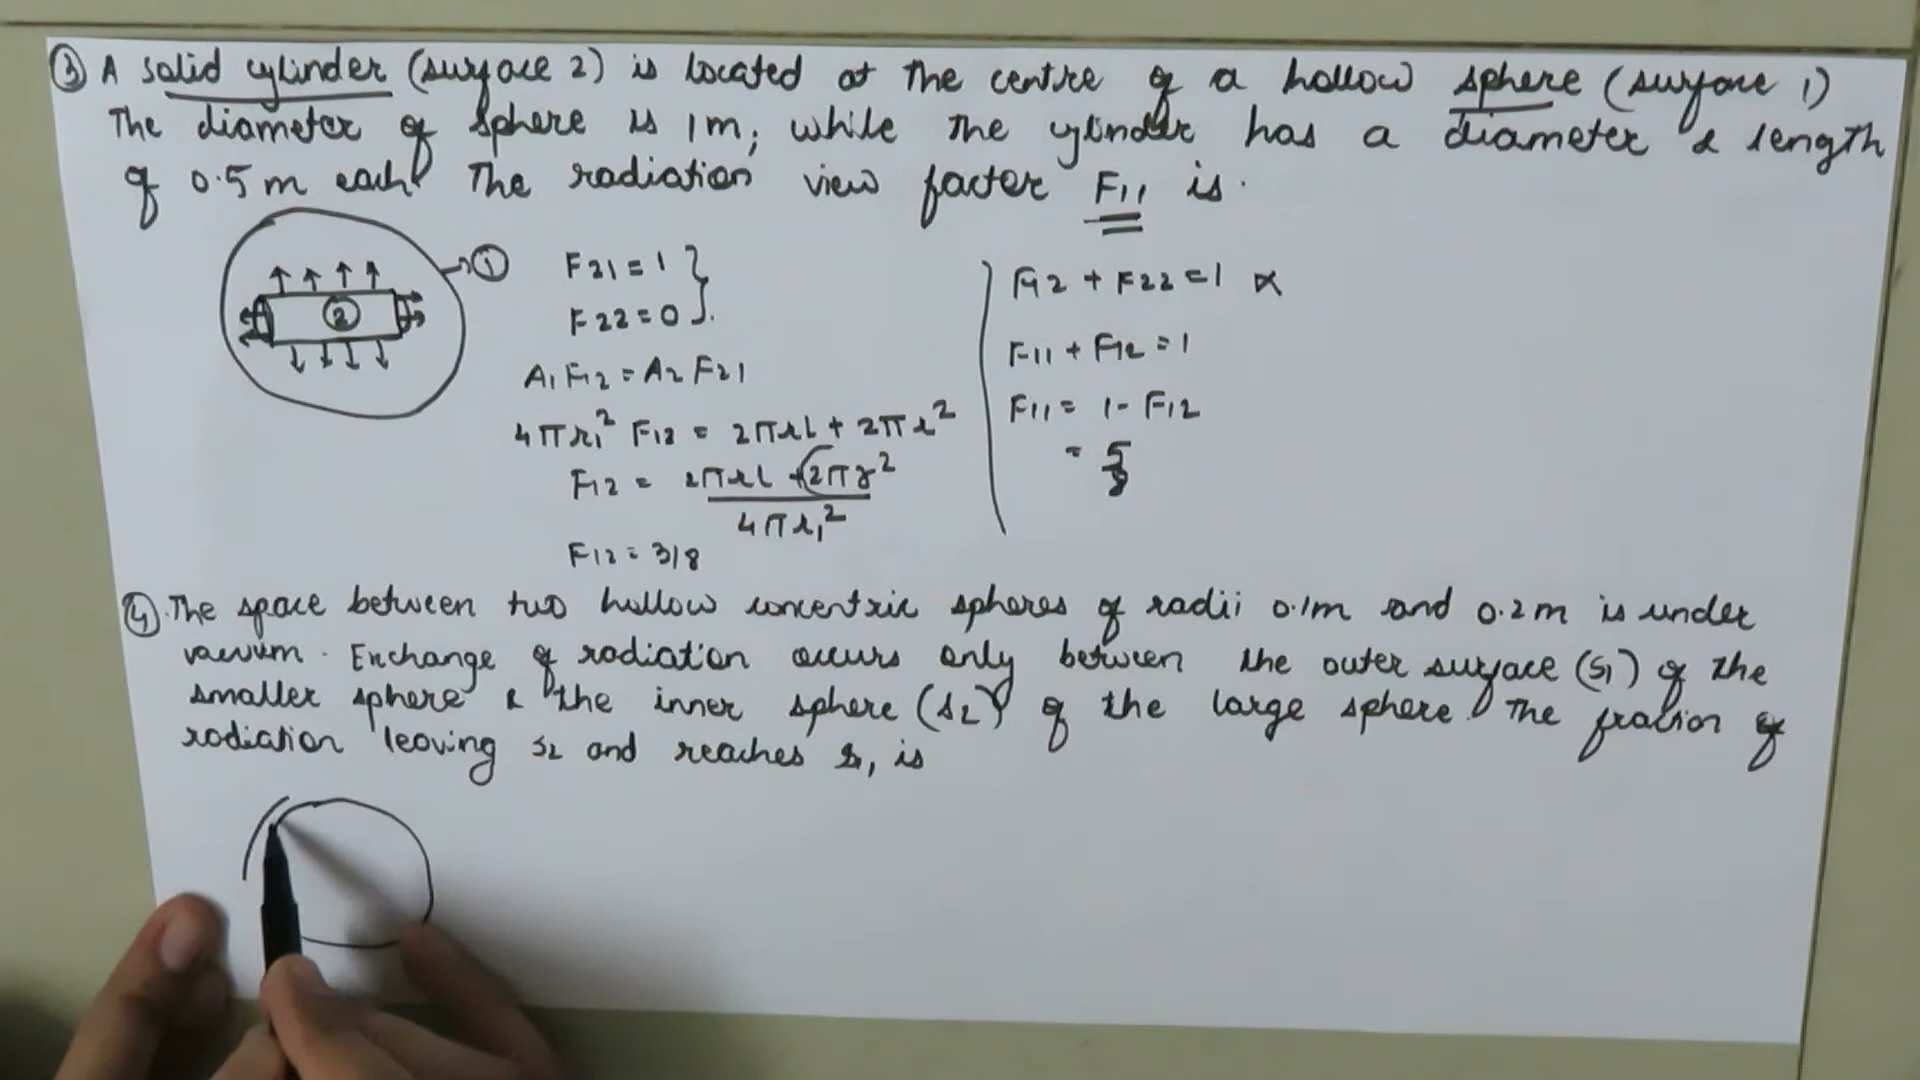 ③ A solid cylinder (surface 2) is located at the centre of a hollow sphere (surface 1)
The diameter of sphere is 1m, while the cylinder has a diameter & length
of 0.5m each. The radiation view factor F11 is.
①
②
F21 = 1
F22 = 0
A1 F12 = A2 F21
4πr1² F12 = 2πrl + 2πr²
F12 = 2πrl + 2πr² / 4πr1²
F12 = 3/8
F12 + F22 = 1 ×
F11 + F12 = 1
F11 = 1 - F12
= 5/8
④. The space between two hollow concentric spheres of radii 0.1m and 0.2m is under
vacuum. Exchange of radiation occurs only between the outer surface (S1) of the
smaller sphere & the inner sphere (S2) of the large sphere. The fraction of
radiation leaving S2 and reaches S1 is